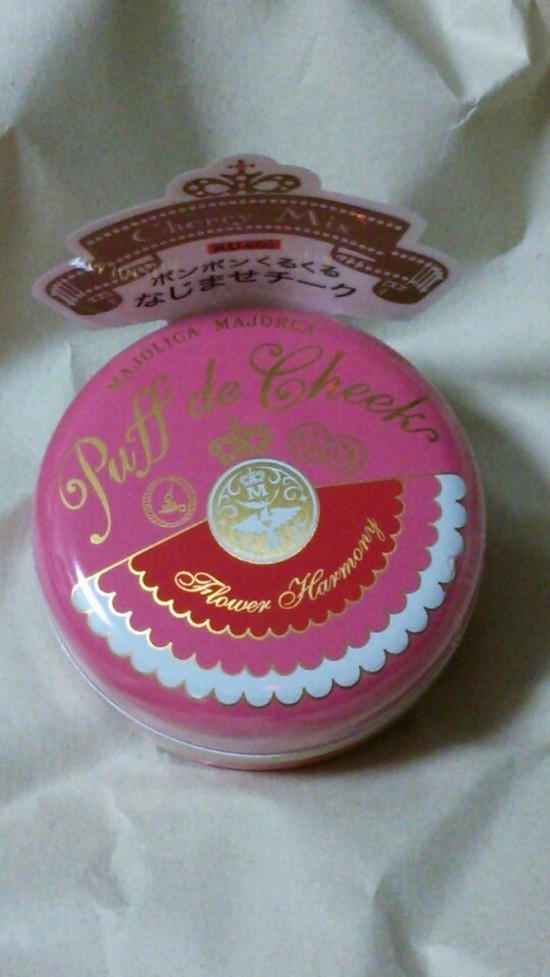 Cherry Mix
RD402
ポンポンくるくる
なじませチーク
MAJOLICA MAJORCA
Puff de Cheek
M
Flower Harmony